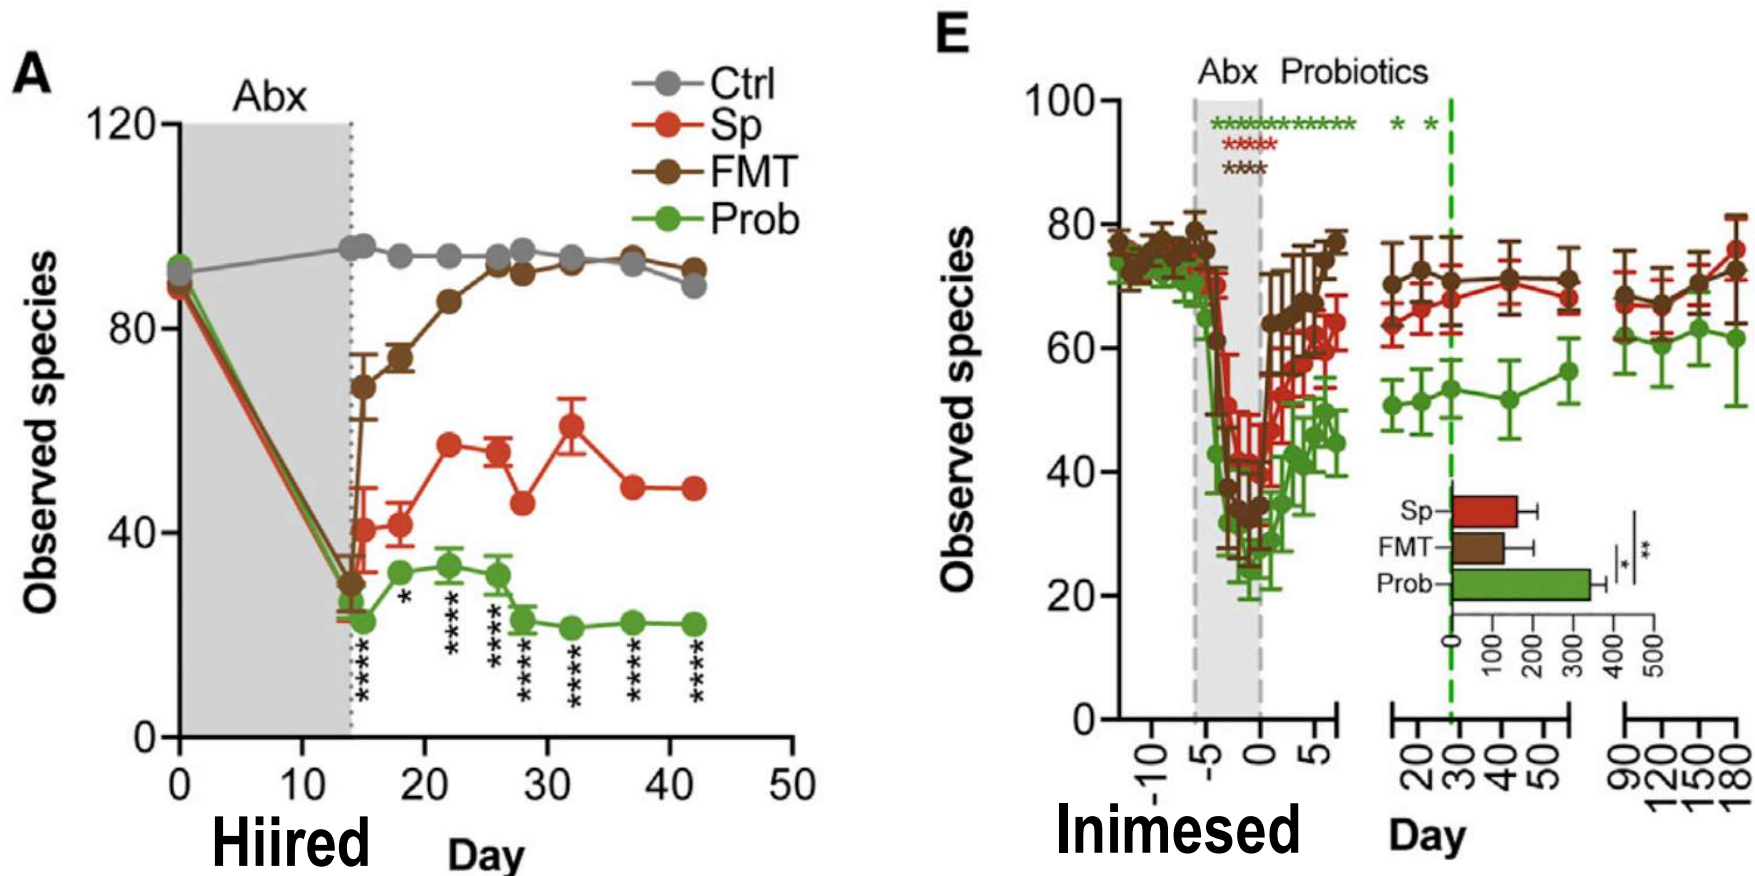 A
Abx
Ctrl
Sp
FMT
Prob
120
80
40
0
Observed species
*
****
****
****
****
****
****
****
0 10 20 30 40 50
Hiired
Day
E
Abx Probiotics
100
80
60
40
20
0
Observed species
* *
Sp
FMT
Prob
*
**
0 100 200 300 400 500
-10 -5 0 5 20 30 40 50 90 120 150 180
Inimesed
Day